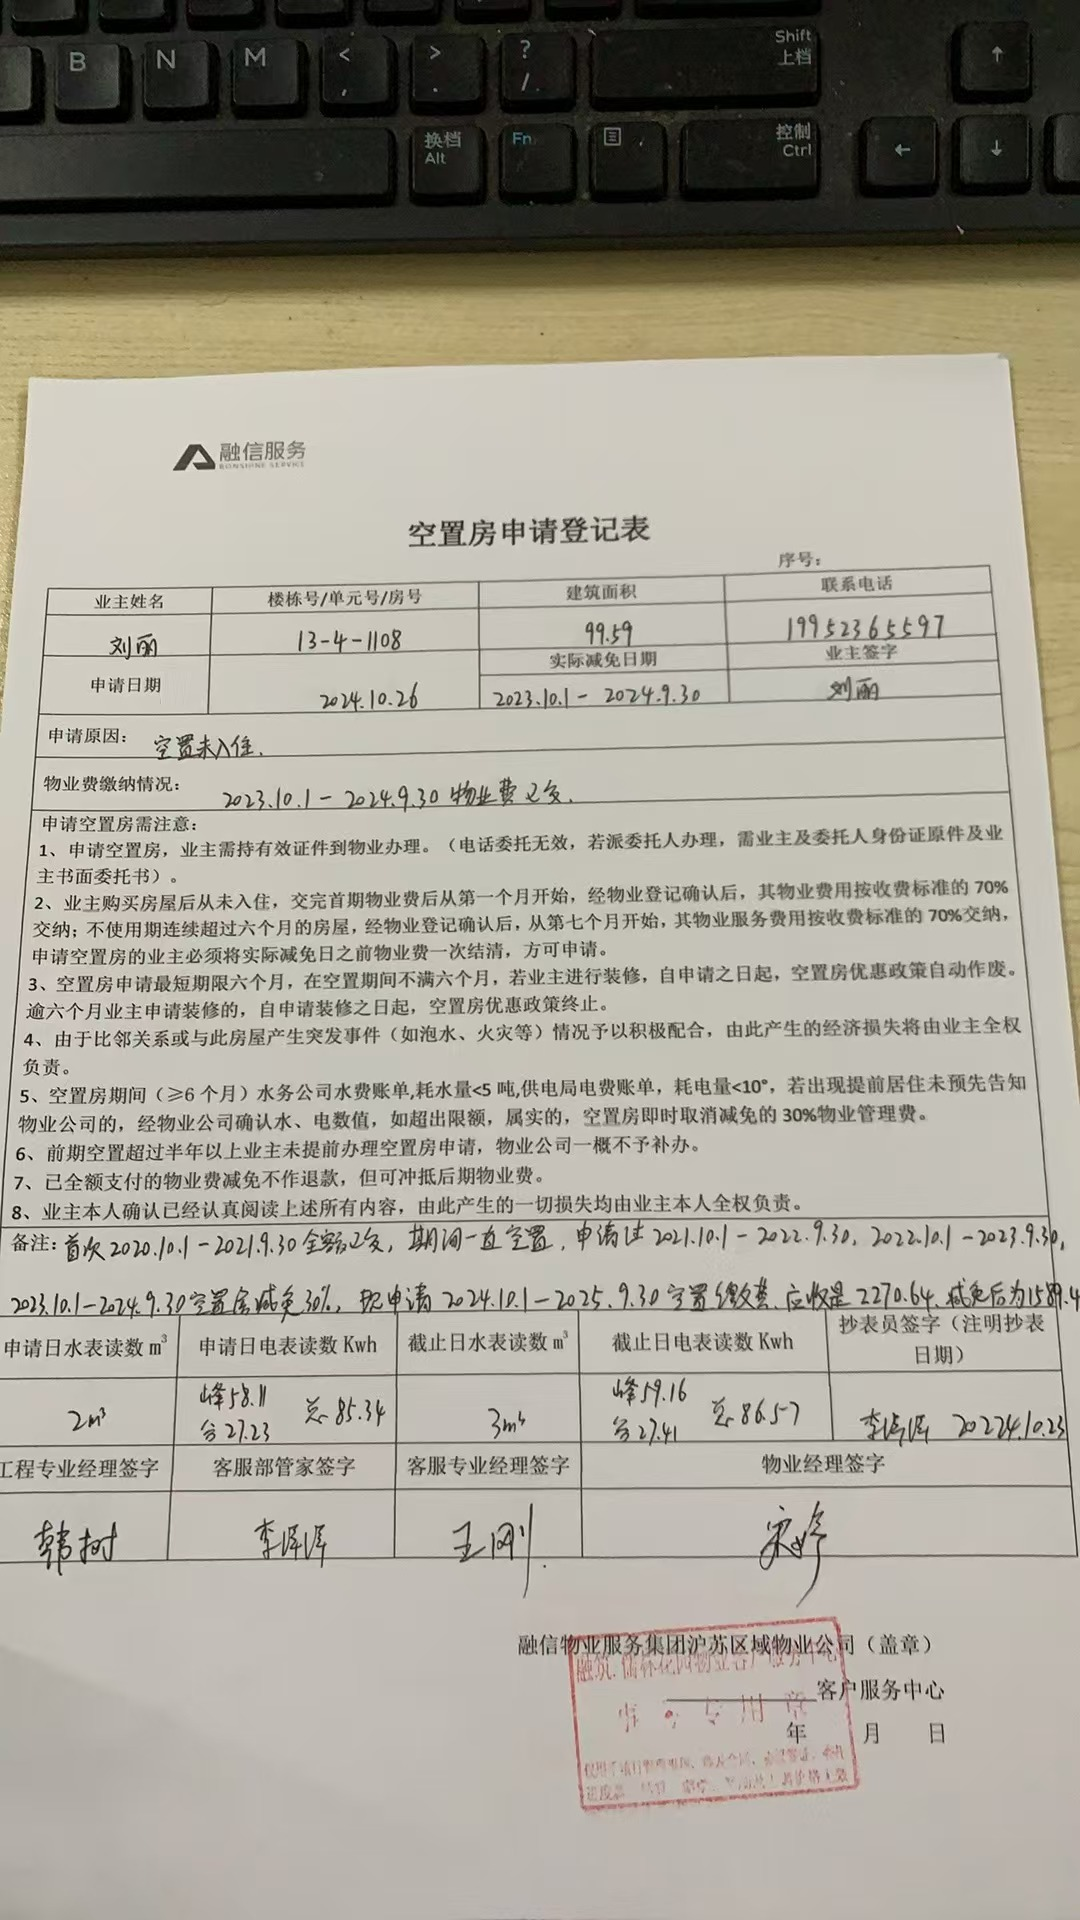 B N M < , > . ? / Shift 上档 ↑
换档 Alt Fn 控制 Ctrl ← ↓
融信服务
RONSHINE SERVICE
空置房申请登记表
序号：
业主姓名 楼栋号/单元号/房号 建筑面积 联系电话
刘丽 13-4-1108 99.59 19952365597
申请日期 2024.10.26 实际减免日期 业主签字
2023.10.1 - 2024.9.30 刘丽
申请原因： 空置未入住.
物业费缴纳情况： 2023.10.1 - 2024.9.30 物业费已交.
申请空置房需注意：
1、申请空置房，业主需持有效证件到物业办理。（电话委托无效，若派委托人办理，需业主及委托人身份证原件及业
主书面委托书）。
2、业主购买房屋后从未入住，交完首期物业费后从第一个月开始，经物业登记确认后，其物业费用按收费标准的 70%
交纳；不使用期连续超过六个月的房屋，经物业登记确认后，从第七个月开始，其物业服务费用按收费标准的 70%交纳，
申请空置房的业主必须将实际减免日之前物业费一次结清，方可申请。
3、空置房申请最短期限六个月，在空置期间不满六个月，若业主进行装修，自申请之日起，空置房优惠政策自动作废。
逾六个月业主申请装修的，自申请装修之日起，空置房优惠政策终止。
4、由于比邻关系或与此房屋产生突发事件（如泡水、火灾等）情况予以积极配合，由此产生的经济损失将由业主全权
负责。
5、空置房期间（≥6 个月）水务公司水费账单,耗水量<5 吨,供电局电费账单，耗电量<10°，若出现提前居住未预先告知
物业公司的，经物业公司确认水、电数值，如超出限额，属实的，空置房即时取消减免的 30%物业管理费。
6、前期空置超过半年以上业主未提前办理空置房申请，物业公司一概不予补办。
7、已全额支付的物业费减免不作退款，但可冲抵后期物业费。
8、业主本人确认已经认真阅读上述所有内容，由此产生的一切损失均由业主本人全权负责。
备注：首次2020.10.1 - 2021.9.30全额已交，期间一直空置，申请过2021.10.1 - 2022.9.30，2022.10.1 - 2023.9.30，
2023.10.1 - 2024.9.30空置房减免30%，现申请2024.10.1 - 2025.9.30空置缴费.应收是2270.64.减免后为1589.4
申请日水表读数 m³ 申请日电表读数 Kwh 截止日水表读数 m³ 截止日电表读数 Kwh 抄表员签字（注明抄表
日期）
2m³ 峰58.11 谷27.23 总.85.34 3m³ 峰59.16 谷27.41 总.86.57 20224.10.23
工程专业经理签字 客服部管家签字 客服专业经理签字 物业经理签字
韩树 王刚 宋婷
融信物业服务集团沪苏区域物业公司（盖章）
客户服务中心
年 月 日